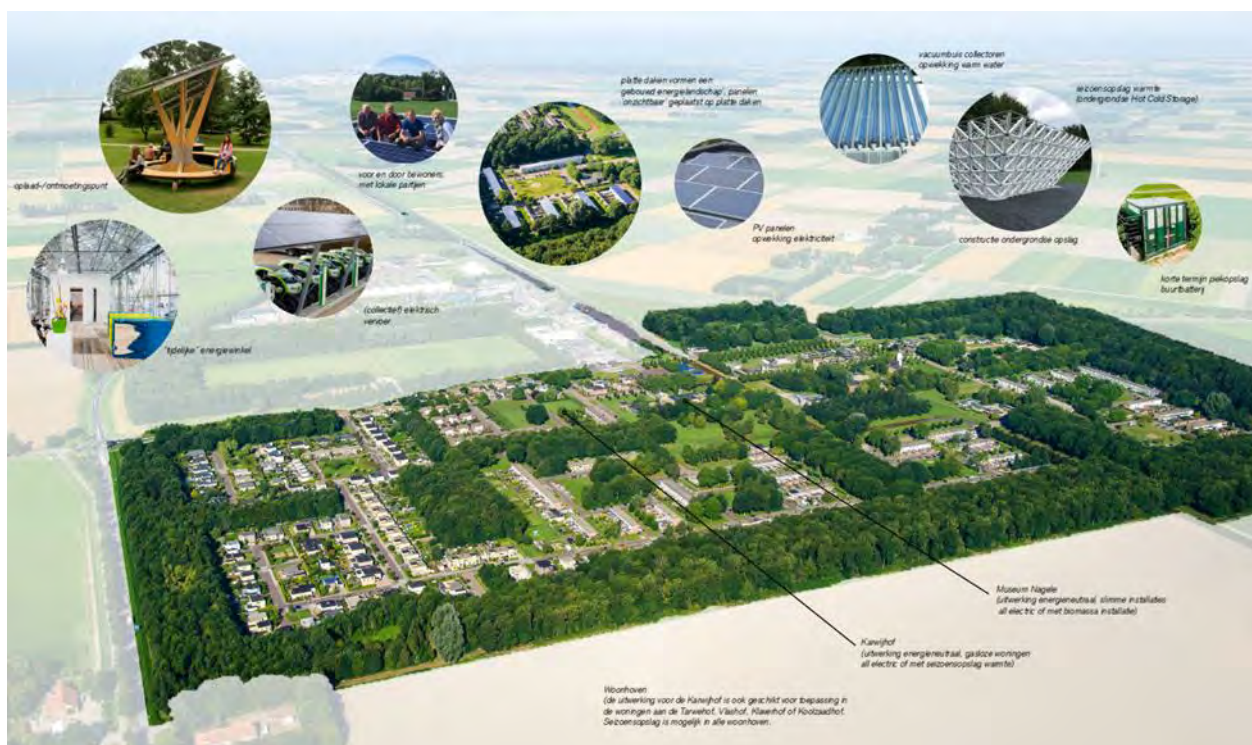 oplaad-/ontmoetingspunt
"tijdelijke" energiewinkel
voor en door bewoners,
met lokale partijen
(collectief) elektrisch
vervoer
platte daken vormen een
gebouwd energielandschap', panelen
'onzichtbaar' geplaatst op platte daken
PV panelen
opwekking elektriciteit
vacuumbuis collectoren
opwekking warm water
seizoensopslag warmte
(ondergrondse Hot Cold Storage)
constructie ondergrondse opslag
korte termijn piekopslag
buurtbatterij
Museum Nagele
(uitwerking energieneutraal, slimme installaties
all electric of met biomassa installatie)
Karwijhof
(uitwerking energieneutraal, gasloze woningen
all electric of met seizoensopslag warmte)
Woonhoven
(de uitwerking voor de Karwijhof is ook geschikt voor toepassing in
de woningen aan de Tarwehof, Vlashof, Klaverhof of Koolzaadhof.
Seizoensopslag is mogelijk in alle woonhoven.